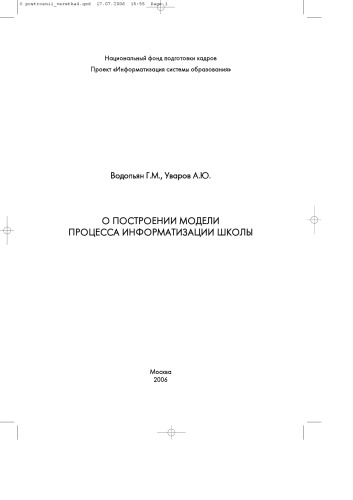 O postroenii_verstka4.qxd 17.07.2006 15:55 Page 1
Национальный фонд подготовки кадров
Проект «Информатизация системы образования»
Водопьян Г.М., Уваров А.Ю.
О ПОСТРОЕНИИ МОДЕЛИ
ПРОЦЕССА ИНФОРМАТИЗАЦИИ ШКОЛЫ
Москва
2006